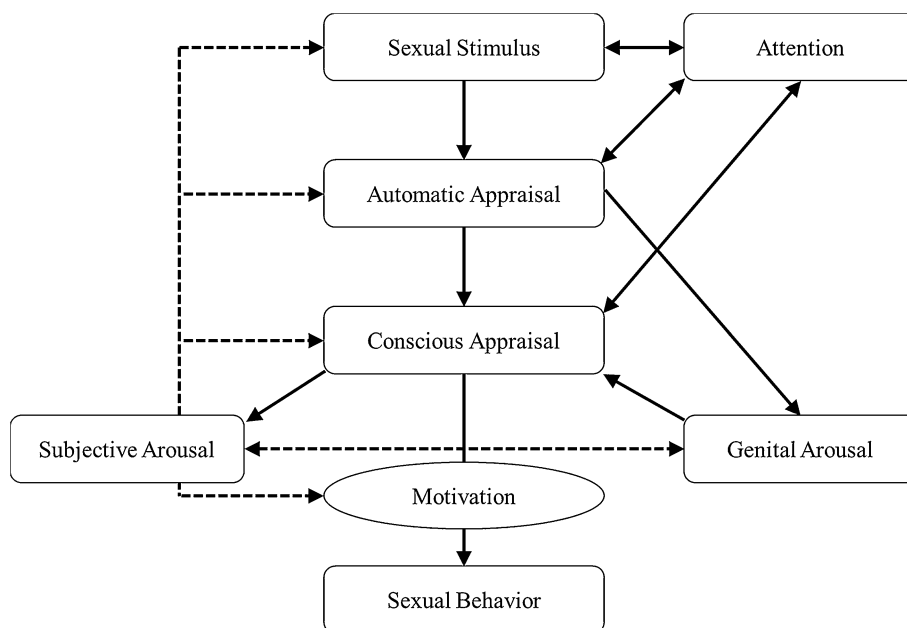 Sexual Stimulus
Attention
Automatic Appraisal
Conscious Appraisal
Subjective Arousal
Genital Arousal
Motivation
Sexual Behavior